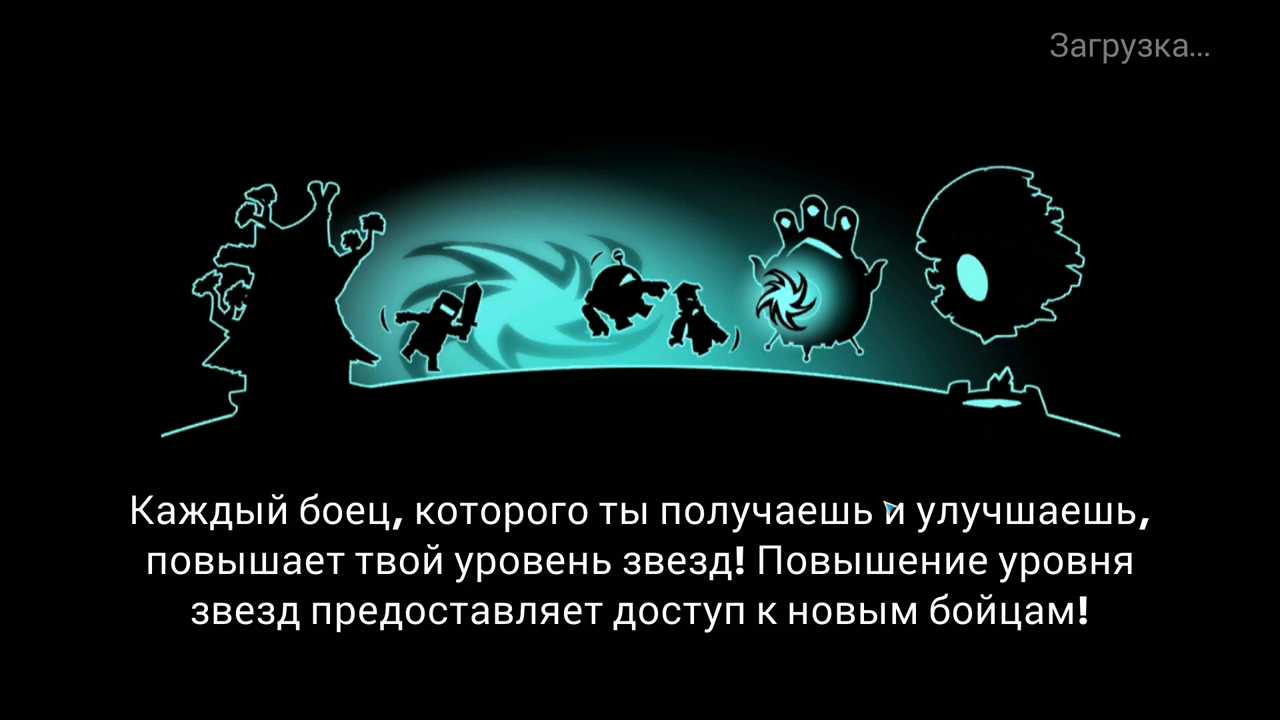 Загрузка...
Каждый боец, которого ты получаешь и улучшаешь,
повышает твой уровень звезд! Повышение уровня
звезд предоставляет доступ к новым бойцам!